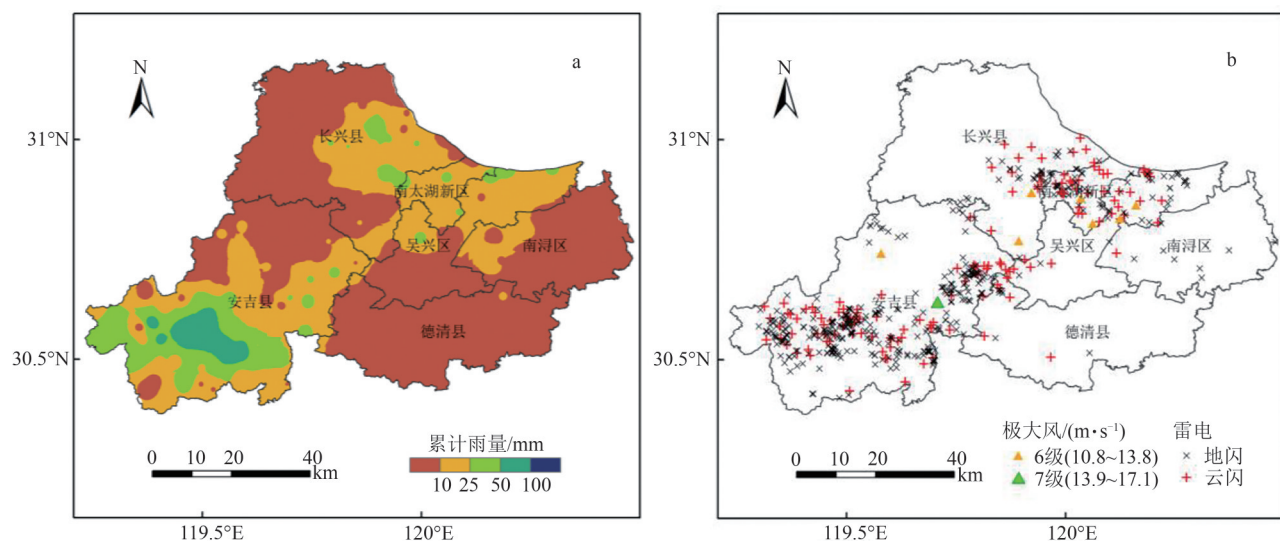 a
N
31°N
30.5°N
119.5°E
120°E
长兴县
南太湖新区
吴兴区
南浔区
安吉县
德清县
0 10 20 40
km
累计雨量/mm
10 25 50 100
b
N
31°N
30.5°N
119.5°E
120°E
长兴县
南太湖新区
吴兴区
南浔区
安吉县
德清县
0 10 20 40
km
极大风/(m·s⁻¹) 雷电
6级(10.8~13.8) 地闪
7级(13.9~17.1) 云闪